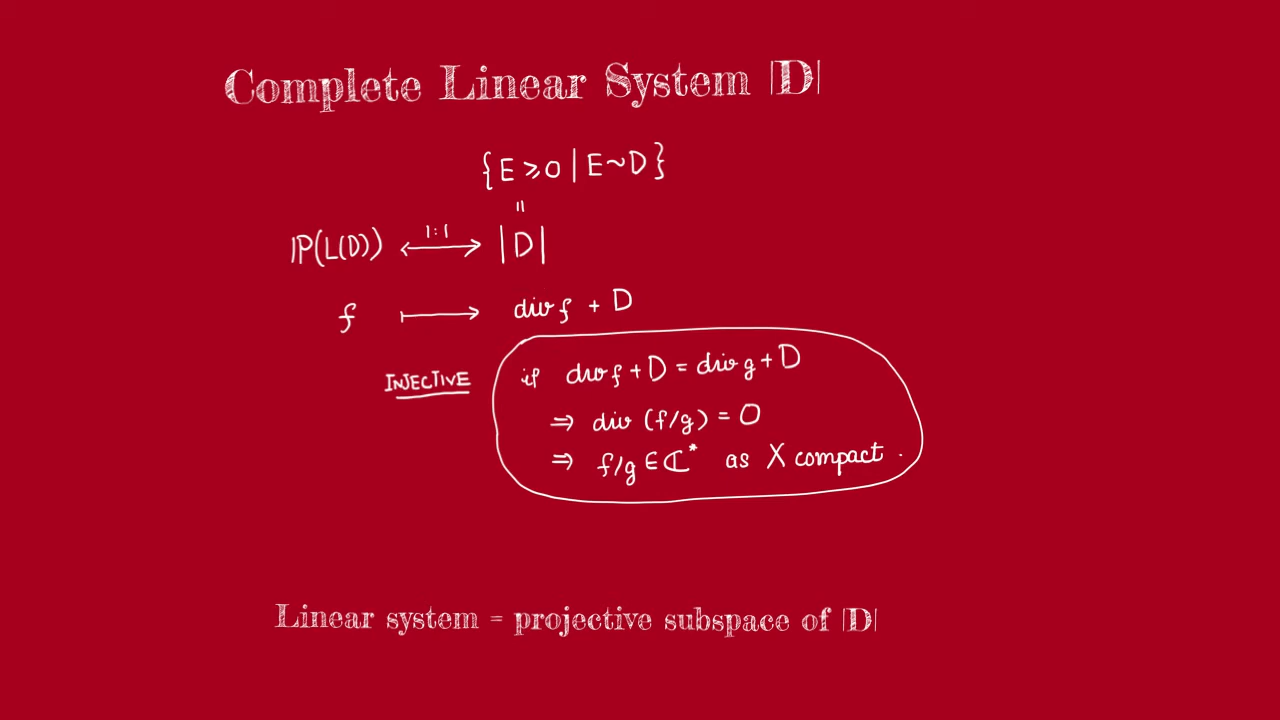 Complete Linear System |D|
{E ⩾ 0 | E ~ D}
=
ℙ(L(D)) ⟷ |D|
1:1
f ⟼ div f + D
INJECTIVE
if div f + D = div g + D
⇒ div (f/g) = 0
⇒ f/g ∈ ℂ* as X compact.
Linear system = projective subspace of |D|